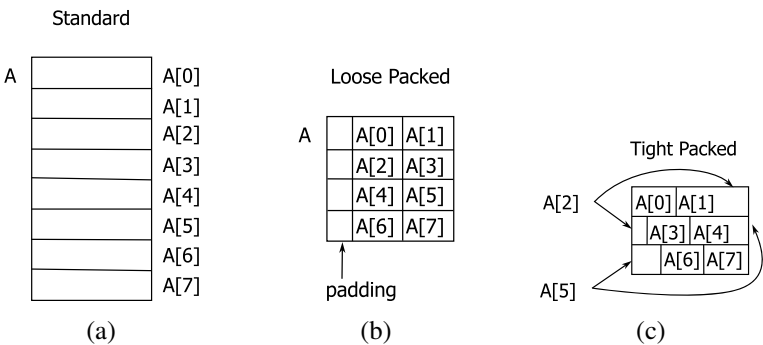 Standard
A
A[0]
A[1]
A[2]
A[3]
A[4]
A[5]
A[6]
A[7]
(a)
Loose Packed
A
A[0] A[1]
A[2] A[3]
A[4] A[5]
A[6] A[7]
padding
(b)
Tight Packed
A[2]
A[0] A[1]
A[3] A[4]
A[6] A[7]
A[5]
(c)